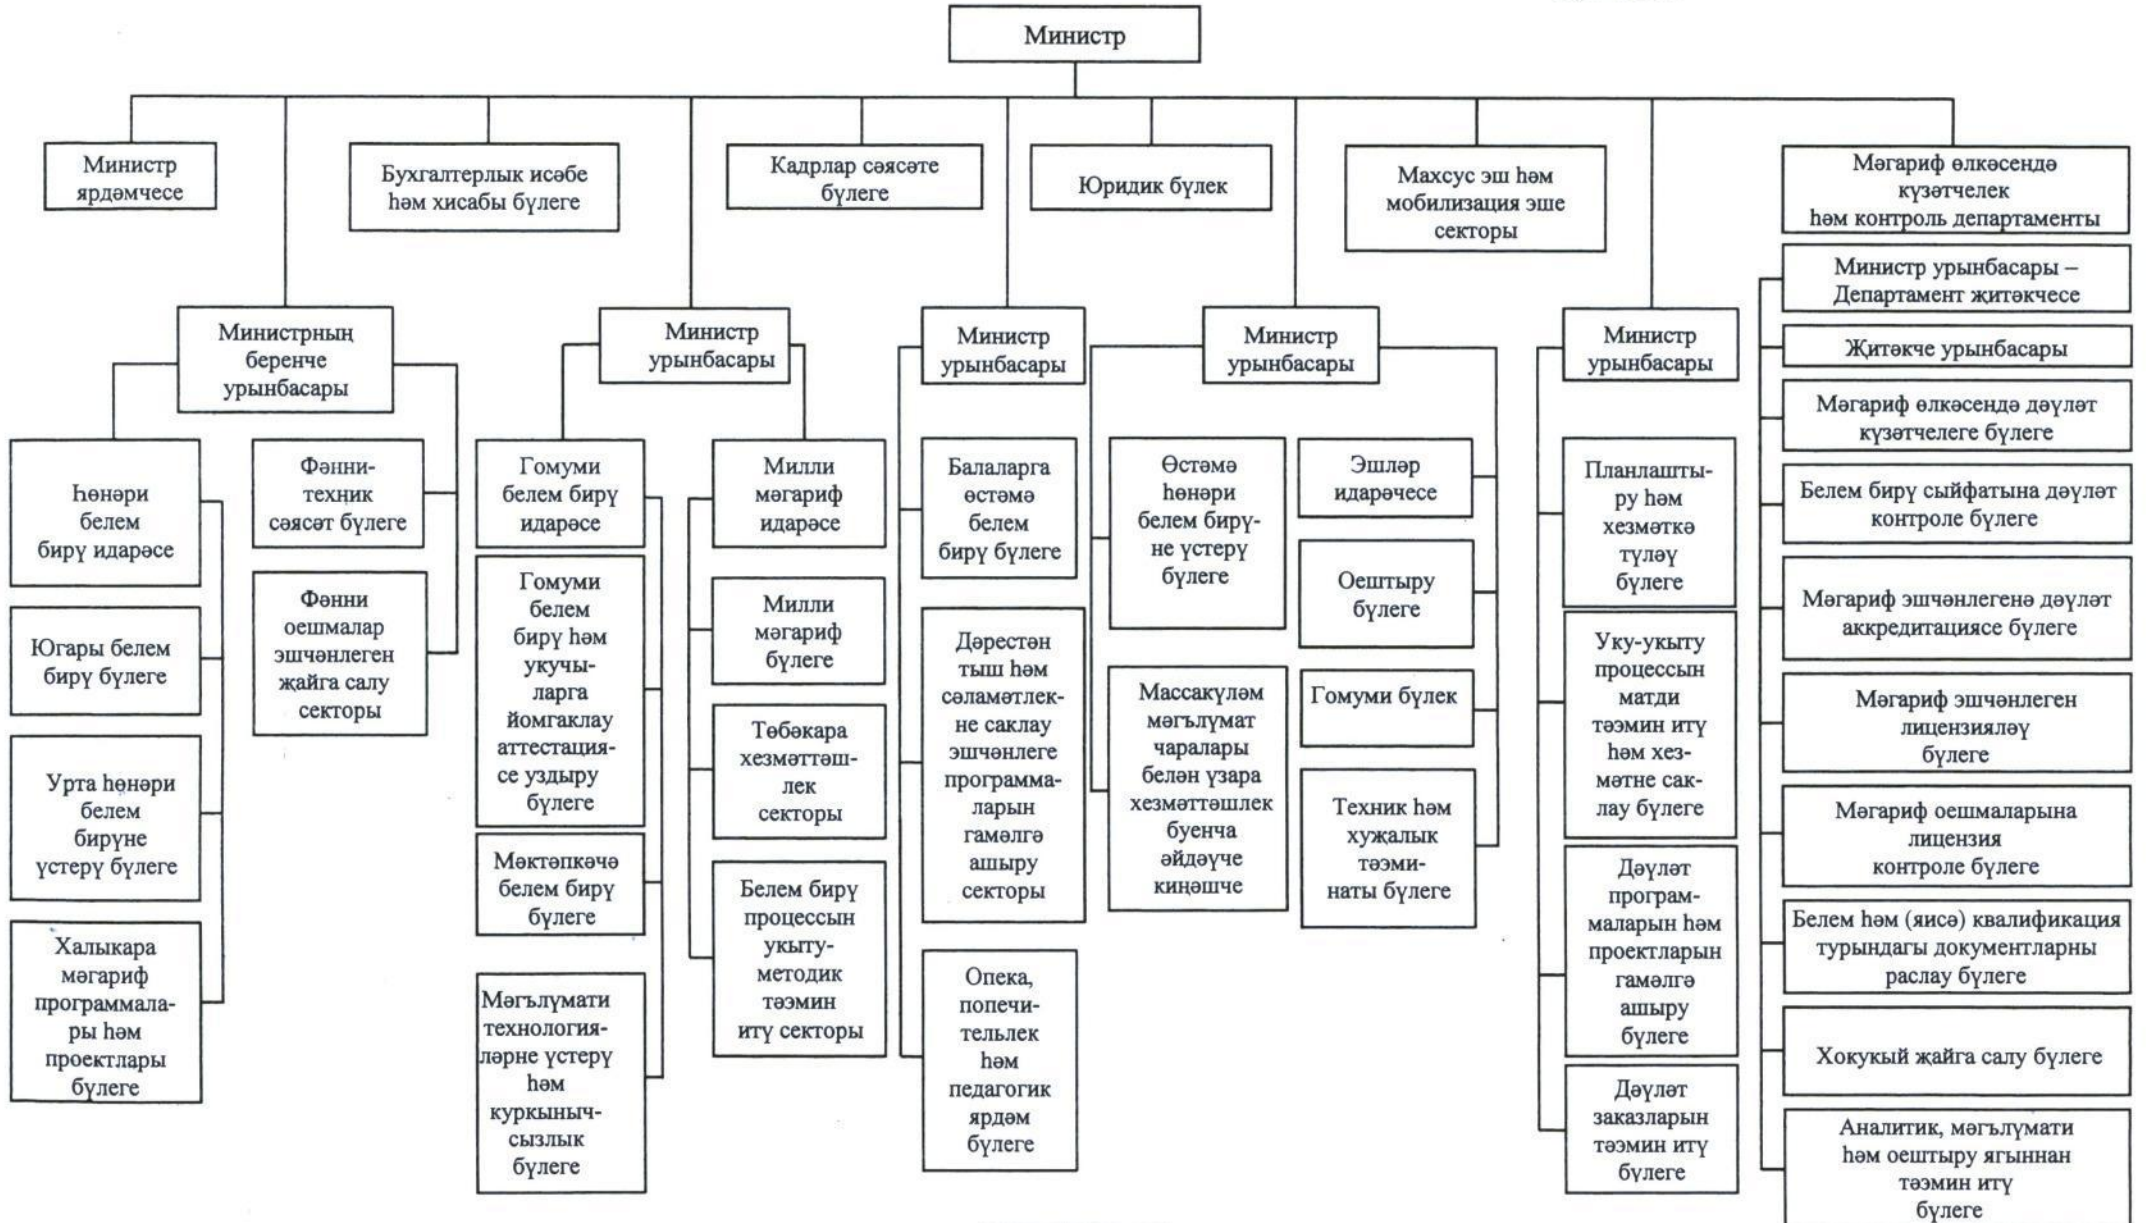 Министр
Министр
ярдәмчесе
Бухгалтерлык исәбе
һәм хисабы бүлеге
Кадрлар сәясәте
бүлеге
Юридик бүлек
Махсус эш һәм
мобилизация эше
секторы
Мәгариф өлкәсендә
күзәтчелек
һәм контроль департаменты
Министрның
беренче
урынбасары
Министр
урынбасары
Министр
урынбасары
Министр
урынбасары
Министр
урынбасары
Һөнәри
белем
бирү идарәсе
Югары белем
бирү бүлеге
Урта һөнәри
белем
бирүне
үстерү бүлеге
Халыкара
мәгариф
программала-
ры һәм
проектлары
бүлеге
Фәнни-
техник
сәясәт бүлеге
Фәнни
оешмалар
эшчәнлеген
җайга салу
секторы
Гомуми
белем бирү
идарәсе
Гомуми
белем
бирү һәм
укучы-
ларга
йомгаклау
аттестация-
се уздыру
бүлеге
Мәктәпкәчә
белем бирү
бүлеге
Мәгълүмати
технология-
ләрне үстерү
һәм
куркыныч-
сызлык
бүлеге
Милли
мәгариф
идарәсе
Милли
мәгариф
бүлеге
Төбәкара
хезмәттәш-
лек
секторы
Белем бирү
процессын
укыту-
методик
тәэмин
итү секторы
Балаларга
өстәмә
белем
бирү бүлеге
Дәрестән
тыш һәм
сәламәтлек-
не саклау
эшчәнлеге
программа-
ларын
гамәлгә
ашыру
секторы
Опека,
попечи-
тельлек
һәм
педагогик
ярдәм
бүлеге
Өстәмә
һөнәри
белем бирү-
не үстерү
бүлеге
Массакүләм
мәгълүмат
чаралары
белән үзара
хезмәттәшлек
буенча
әйдәүче
киңәшче
Эшләр
идарәчесе
Оештыру
бүлеге
Гомуми бүлек
Техник һәм
хуҗалык
тәэми-
наты бүлеге
Планлашты-
ру һәм
хезмәткә
түләү
бүлеге
Уку-укыту
процессын
матди
тәэмин итү
һәм хез-
мәтне сак-
лау бүлеге
Дәүләт
програм-
маларын һәм
проектларын
гамәлгә
ашыру
бүлеге
Дәүләт
заказларын
тәэмин итү
бүлеге
Министр урынбасары –
Департамент җитәкчесе
Җитәкче урынбасары
Мәгариф өлкәсендә дәүләт
күзәтчелеге бүлеге
Белем бирү сыйфатына дәүләт
контроле бүлеге
Мәгариф эшчәнлегенә дәүләт
аккредитациясе бүлеге
Мәгариф эшчәнлеген
лицензияләү
бүлеге
Мәгариф оешмаларына
лицензия
контроле бүлеге
Белем һәм (яисә) квалификация
турындагы документларны
раслау бүлеге
Хокукый җайга салу бүлеге
Аналитик, мәгълүмати
һәм оештыру ягыннан
тәэмин итү
бүлеге